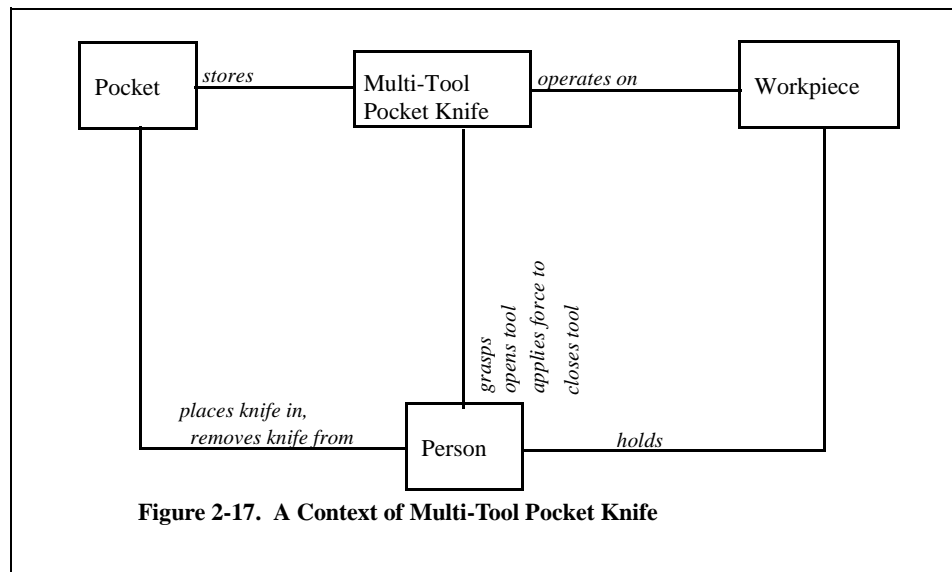 Pocket
stores
Multi-Tool
Pocket Knife
operates on
Workpiece
grasps
opens tool
applies force to
closes tool
places knife in,
removes knife from
Person
holds
Figure 2-17. A Context of Multi-Tool Pocket Knife